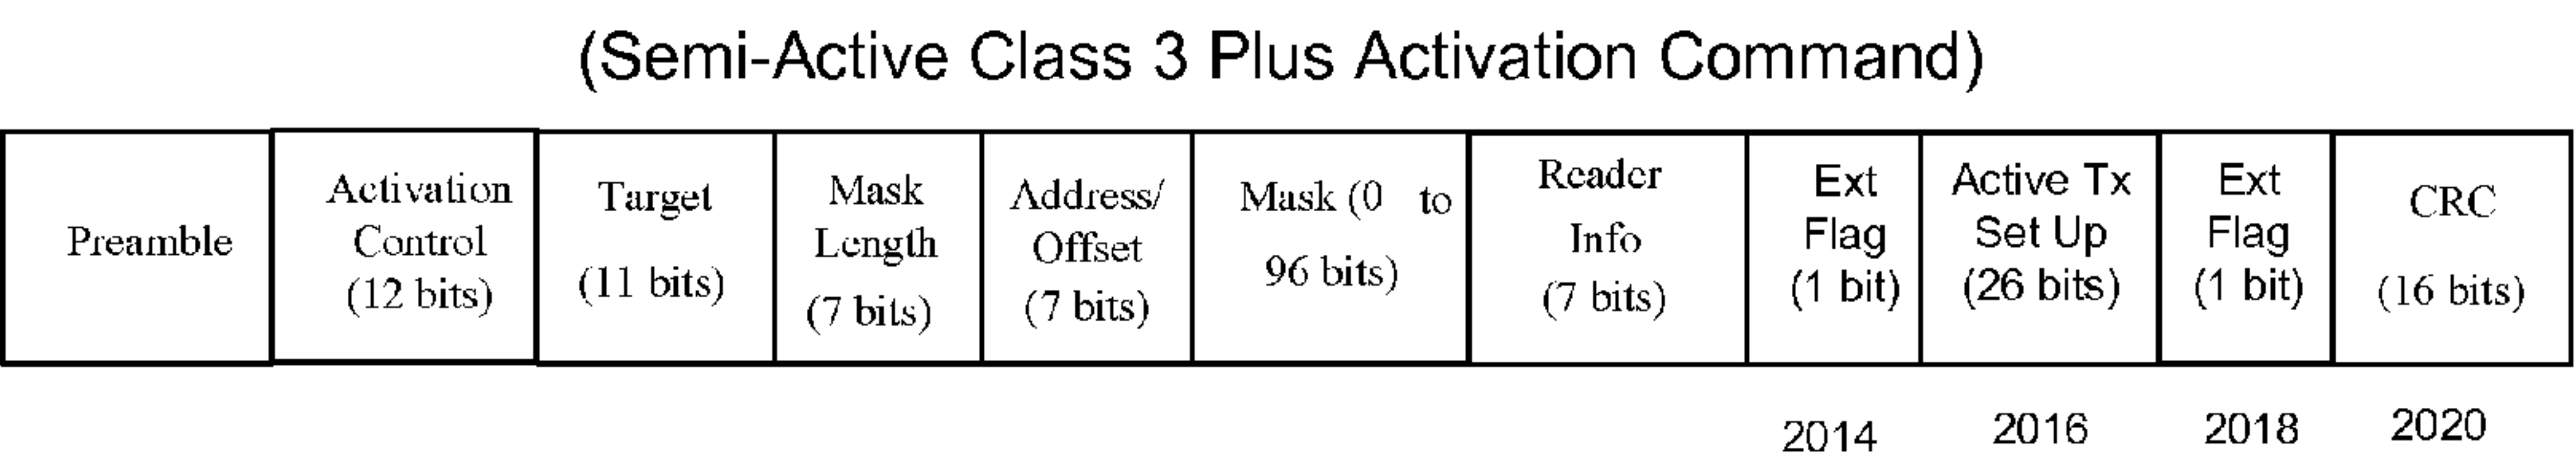 (Semi-Active Class 3 Plus Activation Command)
Preamble
Activation
Control
(12 bits)
Target
(11 bits)
Mask
Length
(7 bits)
Address/
Offset
(7 bits)
Mask (0 to
96 bits)
Reader
Info
(7 bits)
Ext
Flag
(1 bit)
Active Tx
Set Up
(26 bits)
Ext
Flag
(1 bit)
CRC
(16 bits)
2014
2016
2018
2020